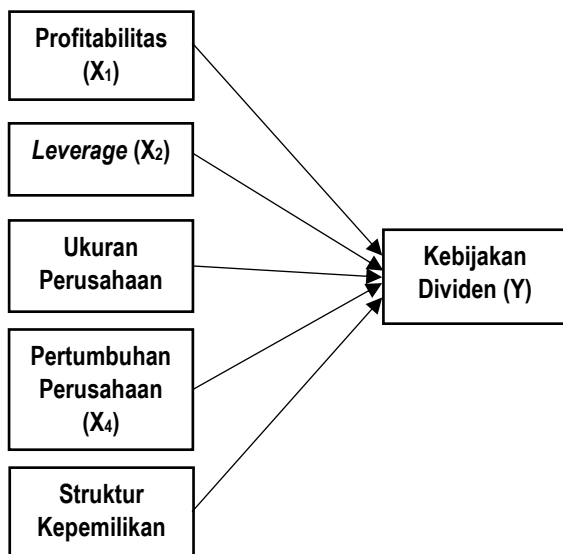 Profitabilitas
(X₁)
Leverage (X₂)
Ukuran
Perusahaan
Kebijakan
Dividen (Y)
Pertumbuhan
Perusahaan
(X₄)
Struktur
Kepemilikan